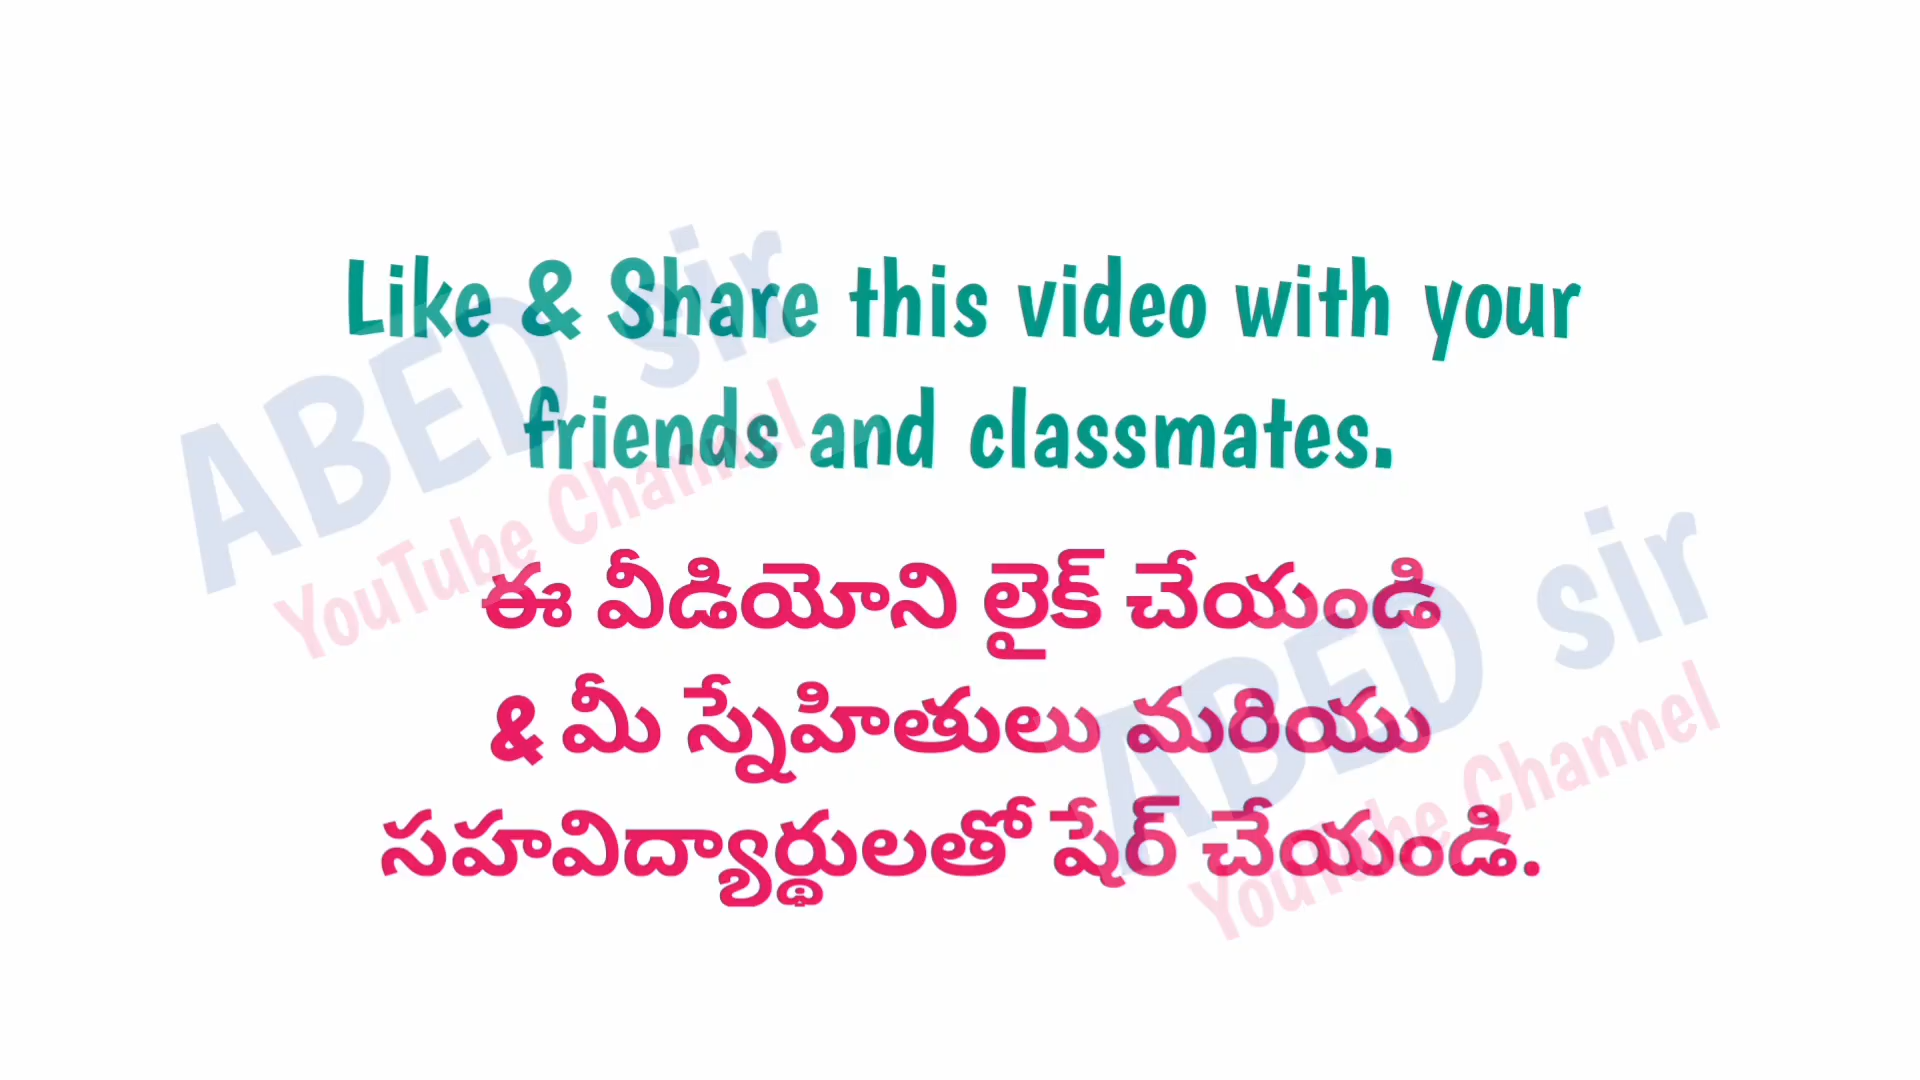 Like & Share this video with your
friends and classmates.
ఈ వీడియోని లైక్ చేయండి
& మీ స్నేహితులు మరియు
సహవిద్యార్థులతో షేర్ చేయండి.
ABED sir
YouTube Channel
ABED sir
YouTube Channel